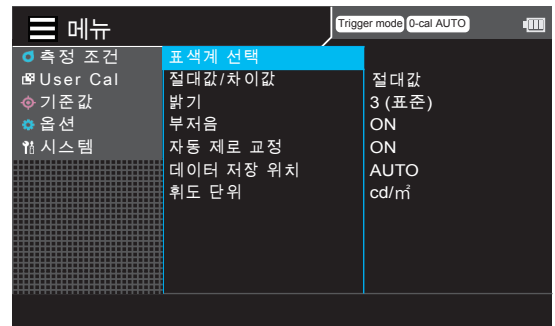 메뉴
Trigger mode 0-cal AUTO
측정 조건
User Cal
기준값
옵션
시스템
표색계 선택
절대값/차이값 절대값
밝기 3 (표준)
부저음 ON
자동 제로 교정 ON
데이터 저장 위치 AUTO
휘도 단위 cd/㎡